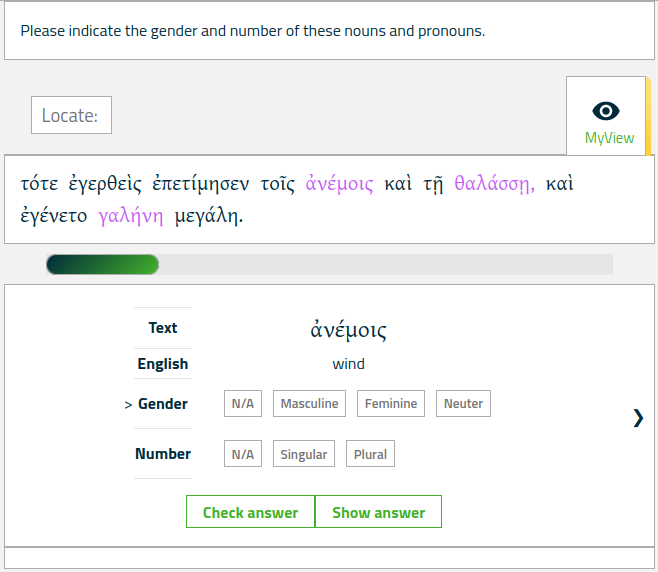 Please indicate the gender and number of these nouns and pronouns.
Locate:
MyView
τότε ἐγερθεὶς ἐπετίμησεν τοῖς ἀνέμοις καὶ τῇ θαλάσσῃ, καὶ
ἐγένετο γαλήνη μεγάλη.
Text ἀνέμοις
English wind
> Gender N/A Masculine Feminine Neuter
❯
Number N/A Singular Plural
Check answer Show answer